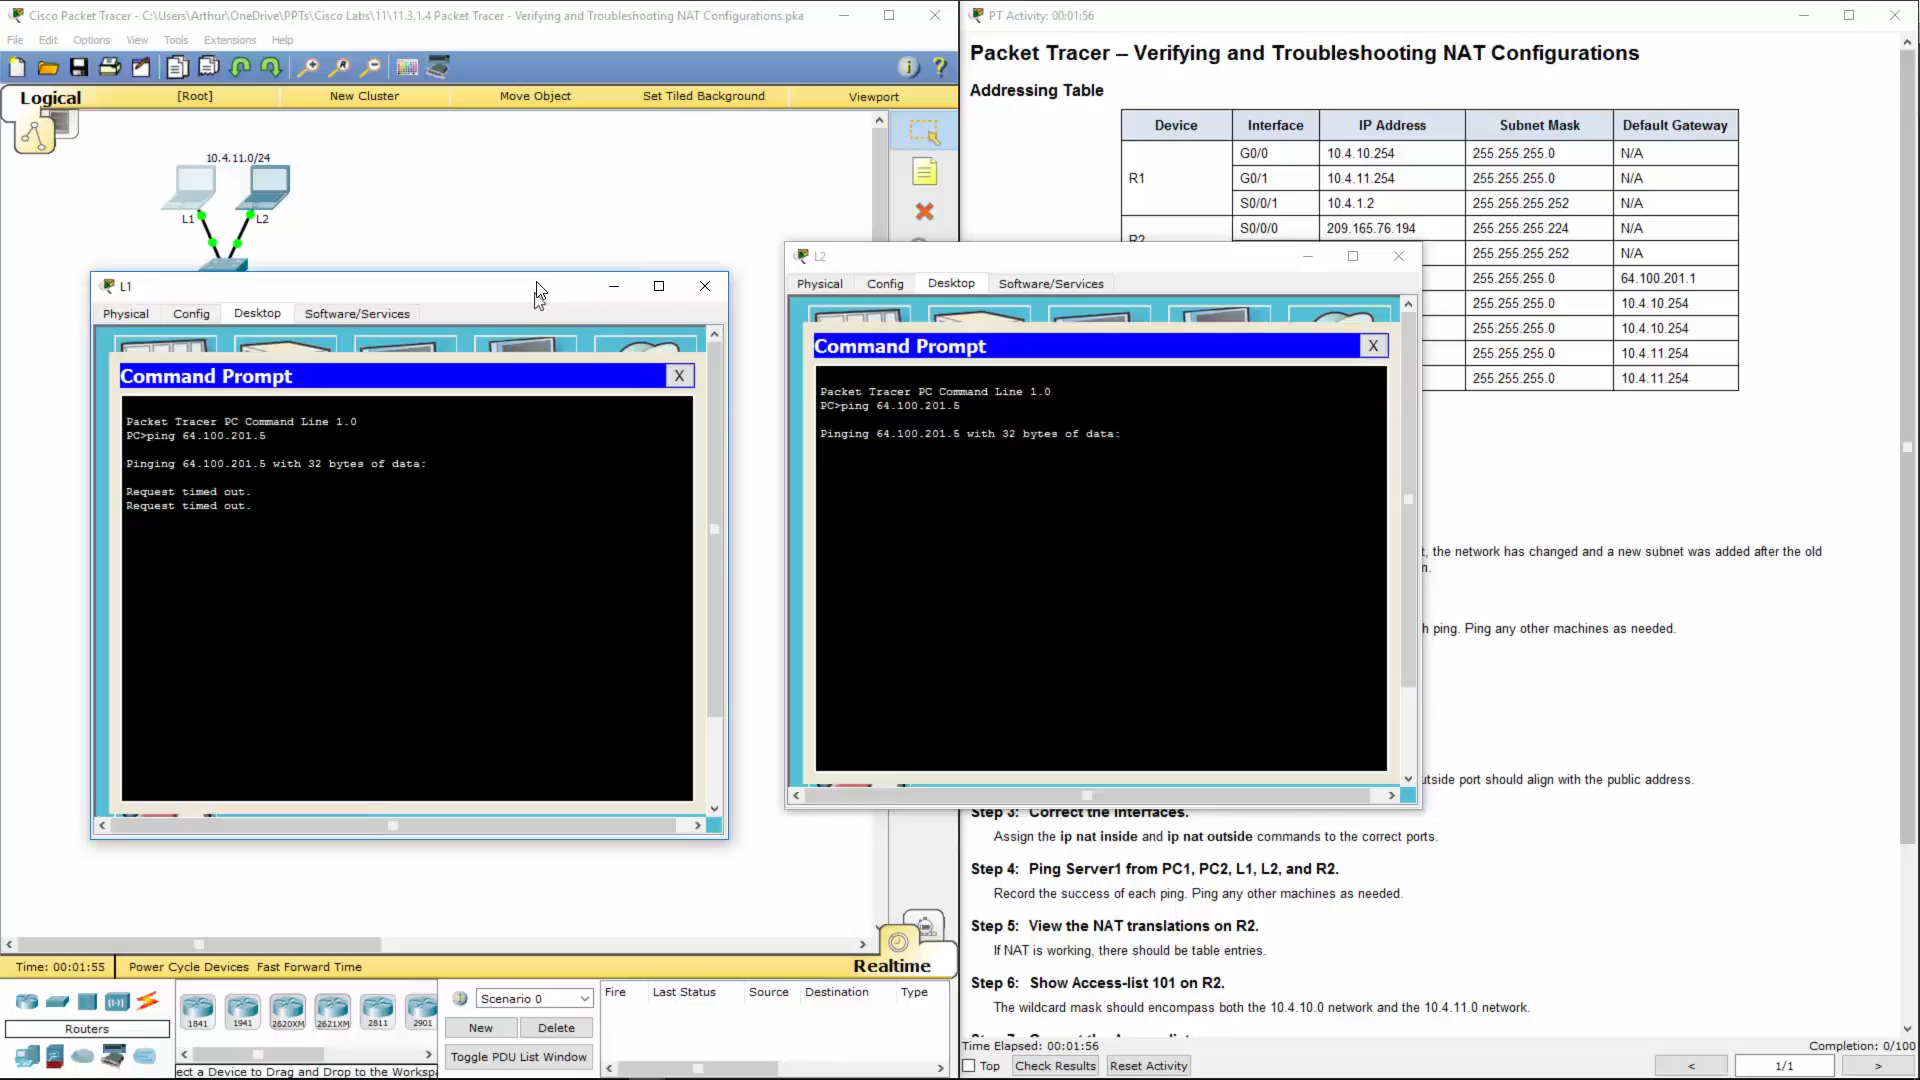 Cisco Packet Tracer - C:\Users\Arthur\OneDrive\PPTs\Cisco Labs\11\11.3.1.4 Packet Tracer - Verifying and Troubleshooting NAT Configurations.pka
File Edit Options View Tools Extensions Help
Logical [Root] New Cluster Move Object Set Tiled Background Viewport
10.4.11.0/24
L1 L2
L1
Physical Config Desktop Software/Services
Command Prompt X
Packet Tracer PC Command Line 1.0
PC>ping 64.100.201.5
Pinging 64.100.201.5 with 32 bytes of data:
Request timed out.
Request timed out.
L2
Physical Config Desktop Software/Services
Command Prompt X
Packet Tracer PC Command Line 1.0
PC>ping 64.100.201.5
Pinging 64.100.201.5 with 32 bytes of data:
Time: 00:01:55 Power Cycle Devices Fast Forward Time Realtime
Routers
1841 1941 2620XM 2621XM 2811 2901
ect a Device to Drag and Drop to the Workspa
Scenario 0
New Delete
Toggle PDU List Window
Fire Last Status Source Destination Type
PT Activity: 00:01:56
Packet Tracer – Verifying and Troubleshooting NAT Configurations
Addressing Table
Device Interface IP Address Subnet Mask Default Gateway
R1 G0/0 10.4.10.254 255.255.255.0 N/A
G0/1 10.4.11.254 255.255.255.0 N/A
S0/0/1 10.4.1.2 255.255.255.252 N/A
R2 S0/0/0 209.165.76.194 255.255.255.224 N/A
255.255.255.252 N/A
255.255.255.0 64.100.201.1
255.255.255.0 10.4.10.254
255.255.255.0 10.4.10.254
255.255.255.0 10.4.11.254
255.255.255.0 10.4.11.254
t, the network has changed and a new subnet was added after the old
n.
h ping. Ping any other machines as needed.
utside port should align with the public address.
Step 3: Correct the Interfaces.
Assign the ip nat inside and ip nat outside commands to the correct ports.
Step 4: Ping Server1 from PC1, PC2, L1, L2, and R2.
Record the success of each ping. Ping any other machines as needed.
Step 5: View the NAT translations on R2.
If NAT is working, there should be table entries.
Step 6: Show Access-list 101 on R2.
The wildcard mask should encompass both the 10.4.10.0 network and the 10.4.11.0 network.
Time Elapsed: 00:01:56 Completion: 0/100
Top Check Results Reset Activity < 1/1 >